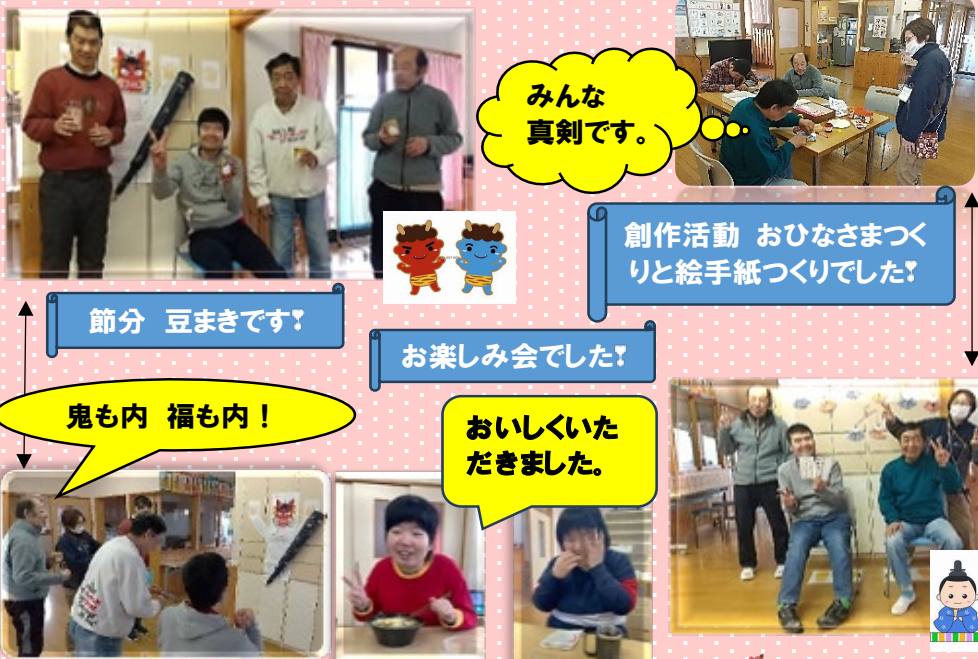 みんな
真剣です。
創作活動 おひなさまつく
りと絵手紙つくりでした❣
節分 豆まきです❣
お楽しみ会でした❣
鬼も内 福も内！
おいしくいた
だきました。